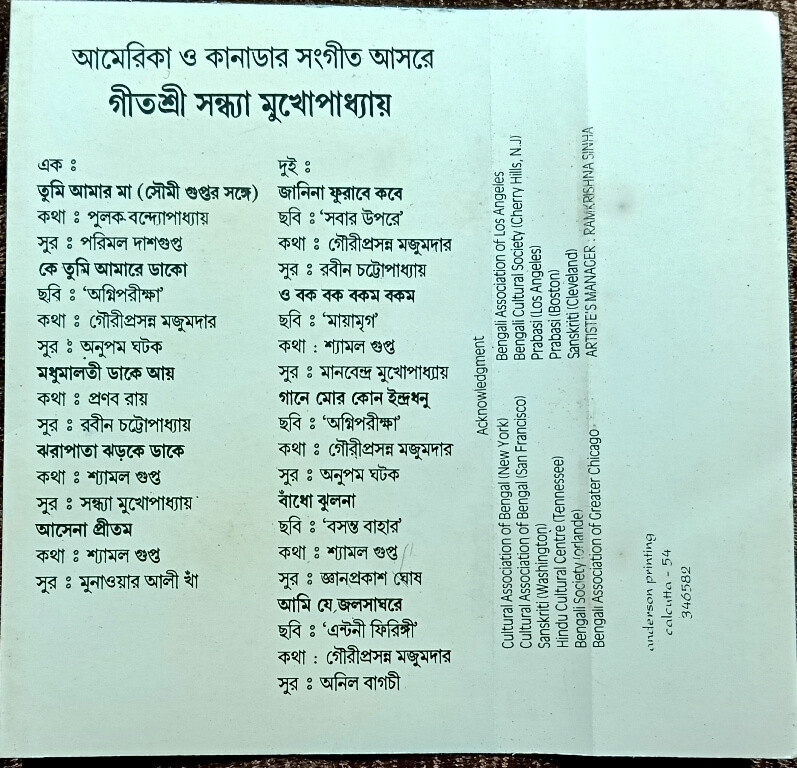 আমেরিকা ও কানাডার সংগীত আসরে
গীতশ্রী সন্ধ্যা মুখোপাধ্যায়
এক ঃ
তুমি আমার মা (সৌমী গুপ্তর সঙ্গে)
কথা ঃ পুলক বন্দ্যোপাধ্যায়
সুর ঃ পরিমল দাশগুপ্ত
কে তুমি আমারে ডাকো
ছবি ঃ ‘অগ্নিপরীক্ষা’
কথা ঃ গৌরীপ্রসন্ন মজুমদার
সুর ঃ অনুপম ঘটক
মধুমালতী ডাকে আয়
কথা ঃ প্রণব রায়
সুর ঃ রবীন চট্টোপাধ্যায়
ঝরাপাতা ঝড়কে ডাকে
কথা ঃ শ্যামল গুপ্ত
সুর ঃ সন্ধ্যা মুখোপাধ্যায়
আসেনা প্রীতম
কথা ঃ শ্যামল গুপ্ত
সুর ঃ মুনাওয়ার আলী খাঁ
দুই ঃ
জানিনা ফুরাবে কবে
ছবি ঃ ‘সবার উপরে’
কথা ঃ গৌরীপ্রসন্ন মজুমদার
সুর ঃ রবীন চট্টোপাধ্যায়
ও বক বক বকম বকম
ছবি ঃ ‘মায়ামৃগ’
কথা : শ্যামল গুপ্ত
সুর ঃ মানবেন্দ্র মুখোপাধ্যায়
গানে মোর কোন ইন্দ্রধনু
ছবি ঃ ‘অগ্নিপরীক্ষা’
কথা ঃ গৌরীপ্রসন্ন মজুমদার
সুর ঃ অনুপম ঘটক
বাঁধো ঝুলনা
ছবি ঃ ‘বসন্ত বাহার’
কথা ঃ শ্যামল গুপ্ত
সুর ঃ জ্ঞানপ্রকাশ ঘোষ
আমি যে জলসাঘরে
ছবি ঃ ‘এন্টনী ফিরিঙ্গী’
কথা : গৌরীপ্রসন্ন মজুমদার
সুর ঃ অনিল বাগচী
Acknowledgment
Cultural Association of Bengal (New York)
Cultural Association of Bengal (San Francisco)
Sanskriti (Washington)
Hindu Cultural Centre (Tennessee)
Bengali Society (orlande)
Bengali Association of Greater Chicago
Bengali Association of Los Angeles
Bengali Cultural Society (Cherry Hills, N.J)
Prabasi (Los Angeles)
Prabasi (Boston)
Sanskriti (Cleveland)
ARTISTE'S MANAGER : RAMKRISHNA SINHA
anderson printing
calcutta - 54
346582